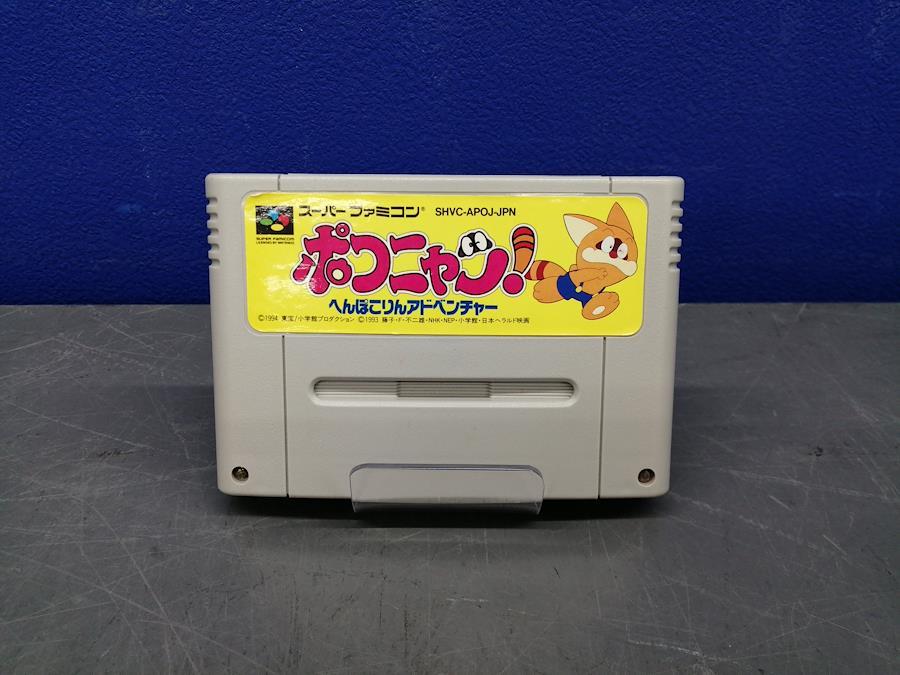 スーパーファミコン® SHVC-APOJ-JPN
SUPER FAMICOM
LICENSED BY NINTENDO
ポコニャン!
へんぽこりんアドベンチャー
©1994 東宝/小学館プロダクション ©1993 藤子・F・不二雄・NHK・NEP・小学館・日本ヘラルド映画